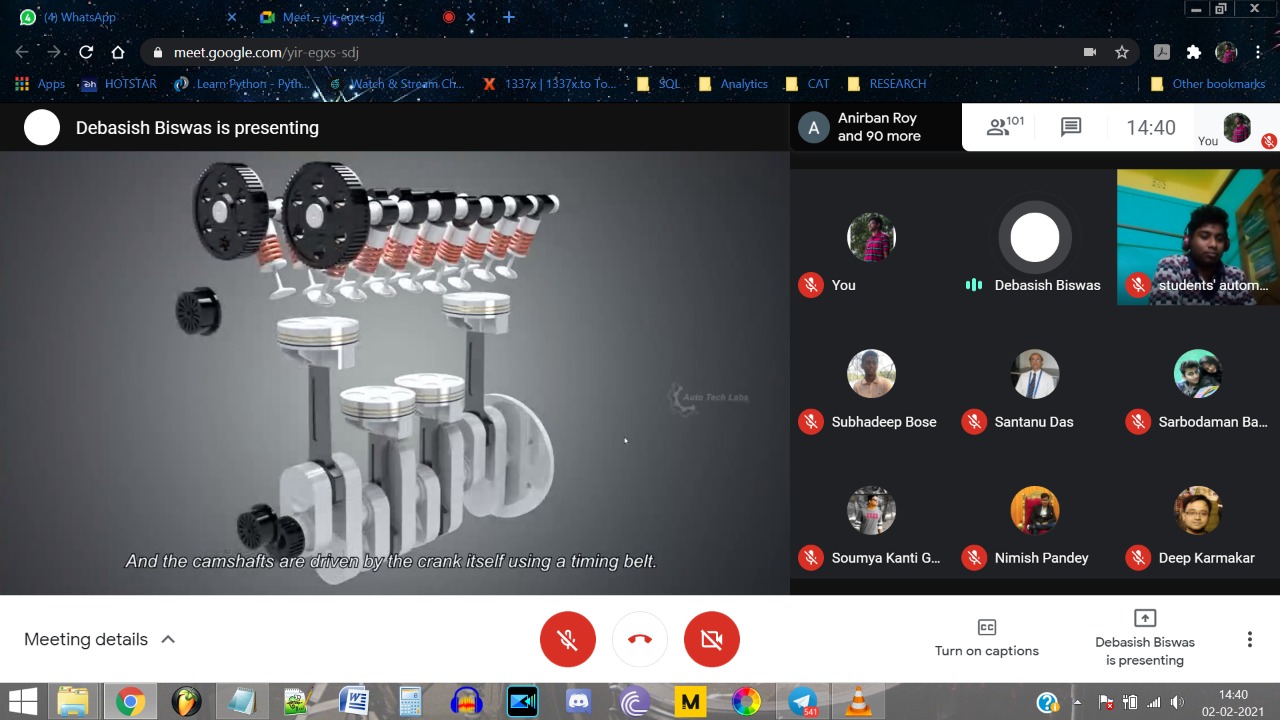 (4) WhatsApp
Meet – yir-egxs-sdj
meet.google.com/yir-egxs-sdj
Apps
HOTSTAR
Learn Python - Pyth...
Watch & Stream Ch...
1337x | 1337x.to To...
SQL
Analytics
CAT
RESEARCH
Other bookmarks
Debasish Biswas is presenting
A
Anirban Roy
and 90 more
101
14:40
You
Auto Tech Labs
And the camshafts are driven by the crank itself using a timing belt.
You
Debasish Biswas
students' autom...
Subhadeep Bose
Santanu Das
Sarbodaman Ba...
Soumya Kanti G...
Nimish Pandey
Deep Karmakar
Meeting details
Turn on captions
Debasish Biswas
is presenting
541
14:40
02-02-2021